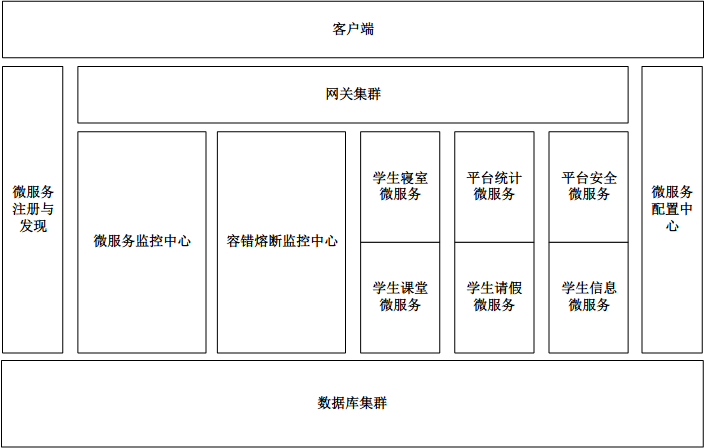 客户端
网关集群
微服务
注册与
发现
微服务监控中心
容错熔断监控中心
学生寝室
微服务
平台统计
微服务
平台安全
微服务
学生课堂
微服务
学生请假
微服务
学生信息
微服务
微服务
配置中
心
数据库集群